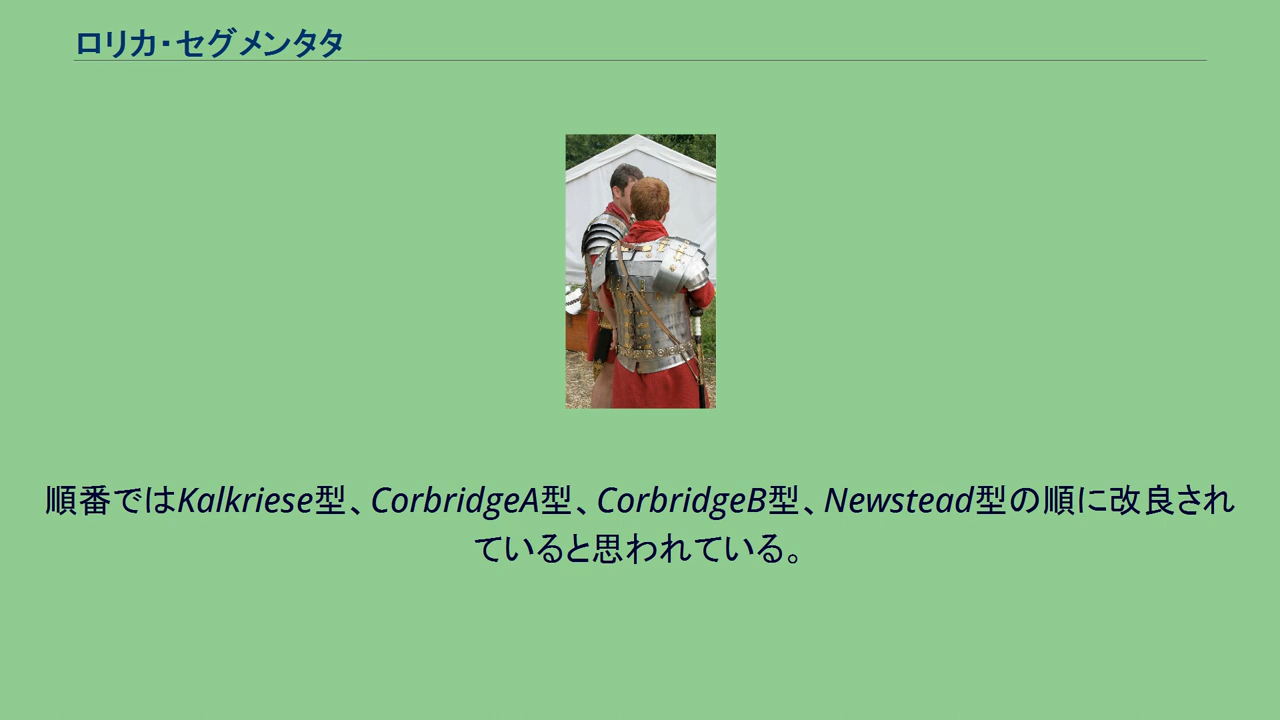 ロリカ・セグメンタタ
順番ではKalkriese型、CorbridgeA型、CorbridgeB型、Newstead型の順に改良され
ていると思われている。